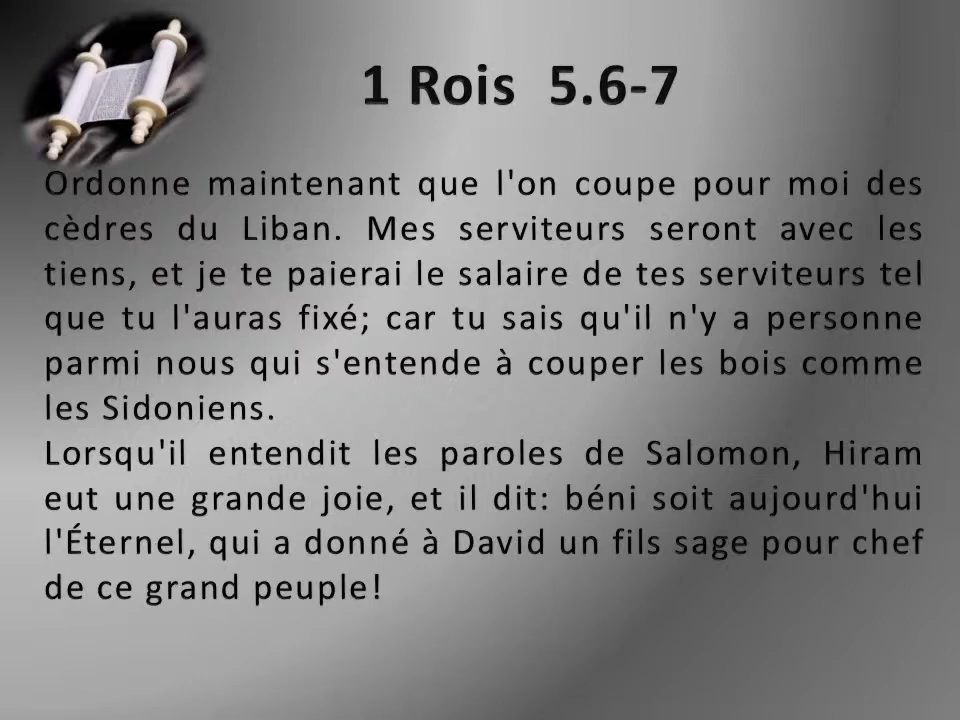 1 Rois 5.6-7
Ordonne maintenant que l'on coupe pour moi des
cèdres du Liban. Mes serviteurs seront avec les
tiens, et je te paierai le salaire de tes serviteurs tel
que tu l'auras fixé; car tu sais qu'il n'y a personne
parmi nous qui s'entende à couper les bois comme
les Sidoniens.
Lorsqu'il entendit les paroles de Salomon, Hiram
eut une grande joie, et il dit: béni soit aujourd'hui
l'Éternel, qui a donné à David un fils sage pour chef
de ce grand peuple!